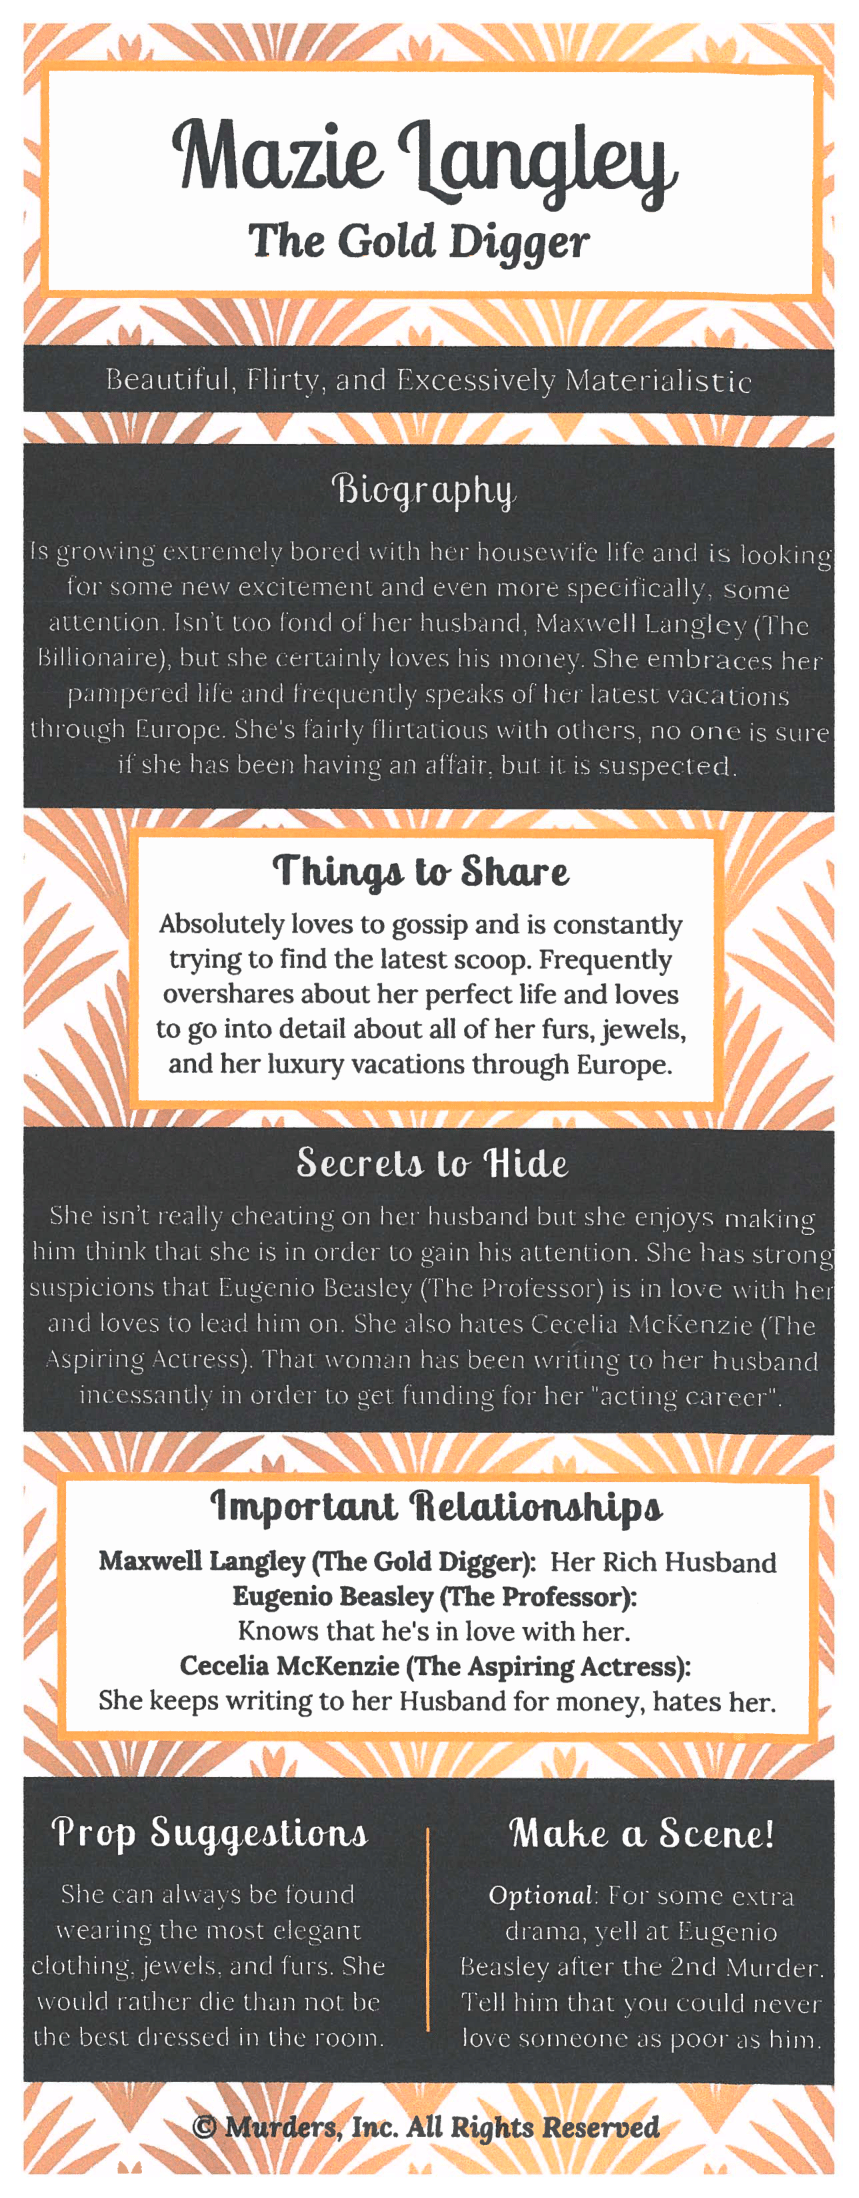 Mazie Langley
The Gold Digger
Beautiful, Flirty, and Excessively Materialistic
Biography
Is growing extremely bored with her housewife life and is looking
for some new excitement and even more specifically, some
attention. Isn't too fond of her husband, Maxwell Langley (The
Billionaire), but she certainly loves his money. She embraces her
pampered life and frequently speaks of her latest vacations
through Europe. She's fairly flirtatious with others, no one is sure
if she has been having an affair, but it is suspected.
Things to Share
Absolutely loves to gossip and is constantly
trying to find the latest scoop. Frequently
overshares about her perfect life and loves
to go into detail about all of her furs, jewels,
and her luxury vacations through Europe.
Secrets to Hide
She isn't really cheating on her husband but she enjoys making
him think that she is in order to gain his attention. She has strong
suspicions that Eugenio Beasley (The Professor) is in love with her
and loves to lead him on. She also hates Cecelia McKenzie (The
Aspiring Actress). That woman has been writing to her husband
incessantly in order to get funding for her "acting career".
Important Relationships
Maxwell Langley (The Gold Digger): Her Rich Husband
Eugenio Beasley (The Professor):
Knows that he's in love with her.
Cecelia McKenzie (The Aspiring Actress):
She keeps writing to her Husband for money, hates her.
Prop Suggestions
She can always be found
wearing the most elegant
clothing, jewels, and furs. She
would rather die than not be
the best dressed in the room.
Make a Scene!
Optional: For some extra
drama, yell at Eugenio
Beasley after the 2nd Murder.
Tell him that you could never
love someone as poor as him.
© Murders, Inc. All Rights Reserved